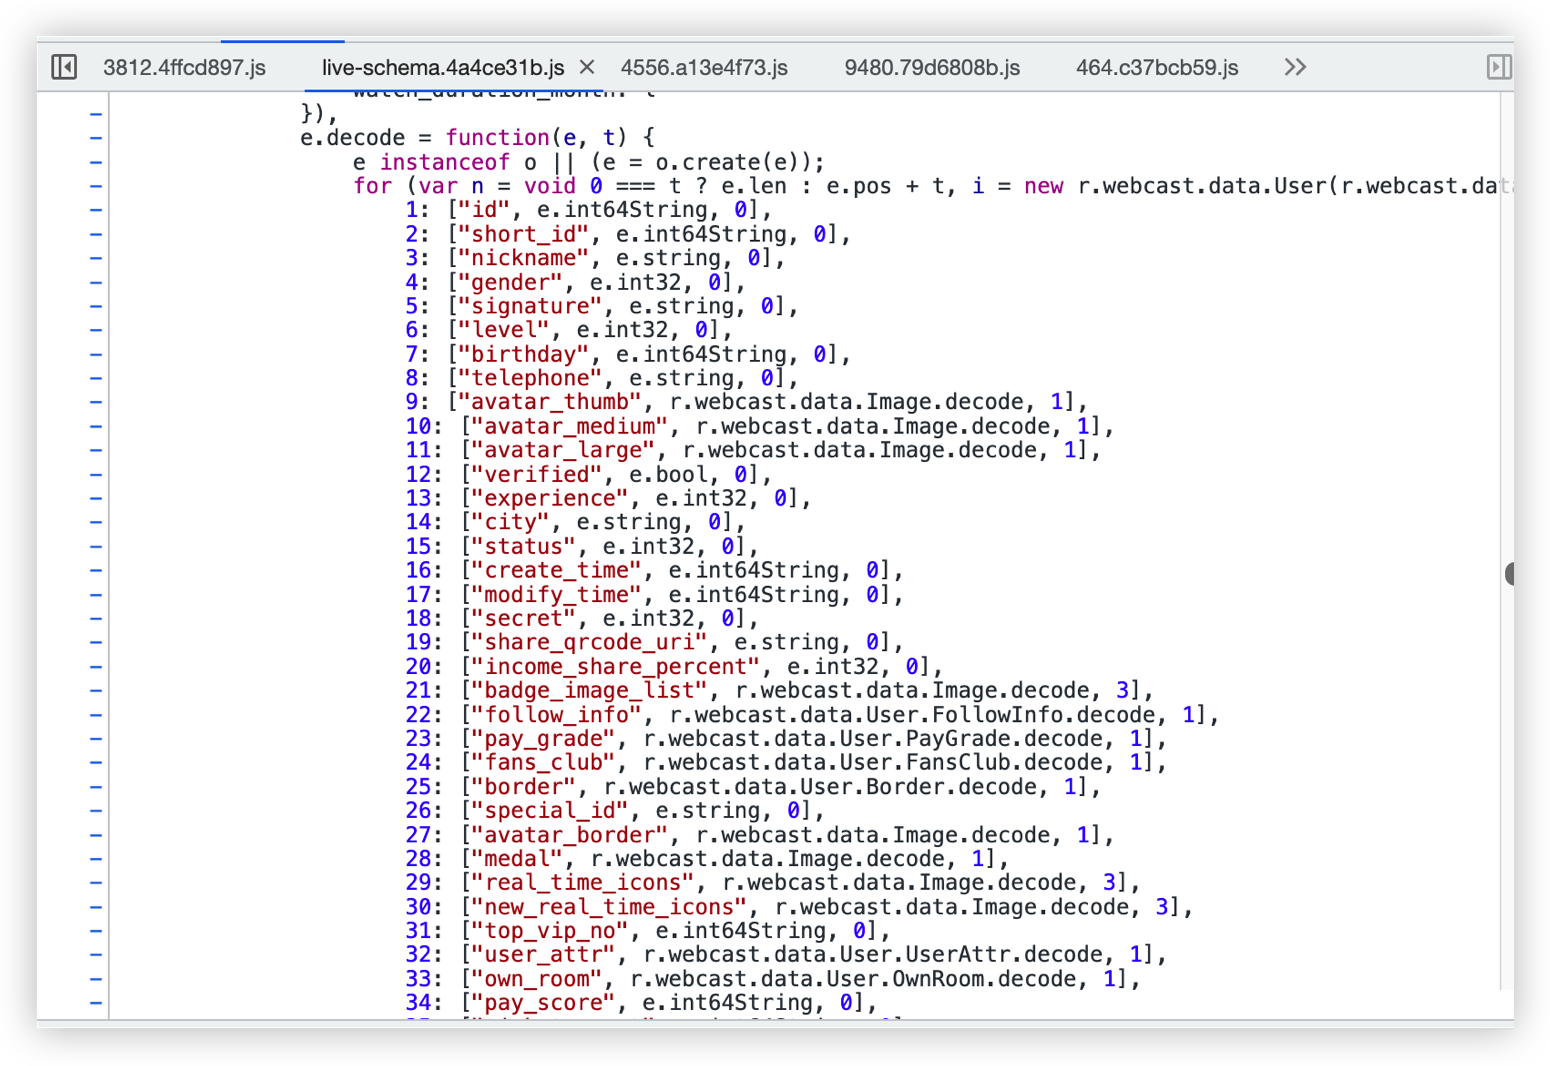 3812.4ffcd897.js live-schema.4a4ce31b.js × 4556.a13e4f73.js 9480.79d6808b.js 464.c37bcb59.js >>
}),
e.decode = function(e, t) {
e instanceof o || (e = o.create(e));
for (var n = void 0 === t ? e.len : e.pos + t, i = new r.webcast.data.User(r.webcast.dat
1: ["id", e.int64String, 0],
2: ["short_id", e.int64String, 0],
3: ["nickname", e.string, 0],
4: ["gender", e.int32, 0],
5: ["signature", e.string, 0],
6: ["level", e.int32, 0],
7: ["birthday", e.int64String, 0],
8: ["telephone", e.string, 0],
9: ["avatar_thumb", r.webcast.data.Image.decode, 1],
10: ["avatar_medium", r.webcast.data.Image.decode, 1],
11: ["avatar_large", r.webcast.data.Image.decode, 1],
12: ["verified", e.bool, 0],
13: ["experience", e.int32, 0],
14: ["city", e.string, 0],
15: ["status", e.int32, 0],
16: ["create_time", e.int64String, 0],
17: ["modify_time", e.int64String, 0],
18: ["secret", e.int32, 0],
19: ["share_qrcode_uri", e.string, 0],
20: ["income_share_percent", e.int32, 0],
21: ["badge_image_list", r.webcast.data.Image.decode, 3],
22: ["follow_info", r.webcast.data.User.FollowInfo.decode, 1],
23: ["pay_grade", r.webcast.data.User.PayGrade.decode, 1],
24: ["fans_club", r.webcast.data.User.FansClub.decode, 1],
25: ["border", r.webcast.data.User.Border.decode, 1],
26: ["special_id", e.string, 0],
27: ["avatar_border", r.webcast.data.Image.decode, 1],
28: ["medal", r.webcast.data.Image.decode, 1],
29: ["real_time_icons", r.webcast.data.Image.decode, 3],
30: ["new_real_time_icons", r.webcast.data.Image.decode, 3],
31: ["top_vip_no", e.int64String, 0],
32: ["user_attr", r.webcast.data.User.UserAttr.decode, 1],
33: ["own_room", r.webcast.data.User.OwnRoom.decode, 1],
34: ["pay_score", e.int64String, 0],